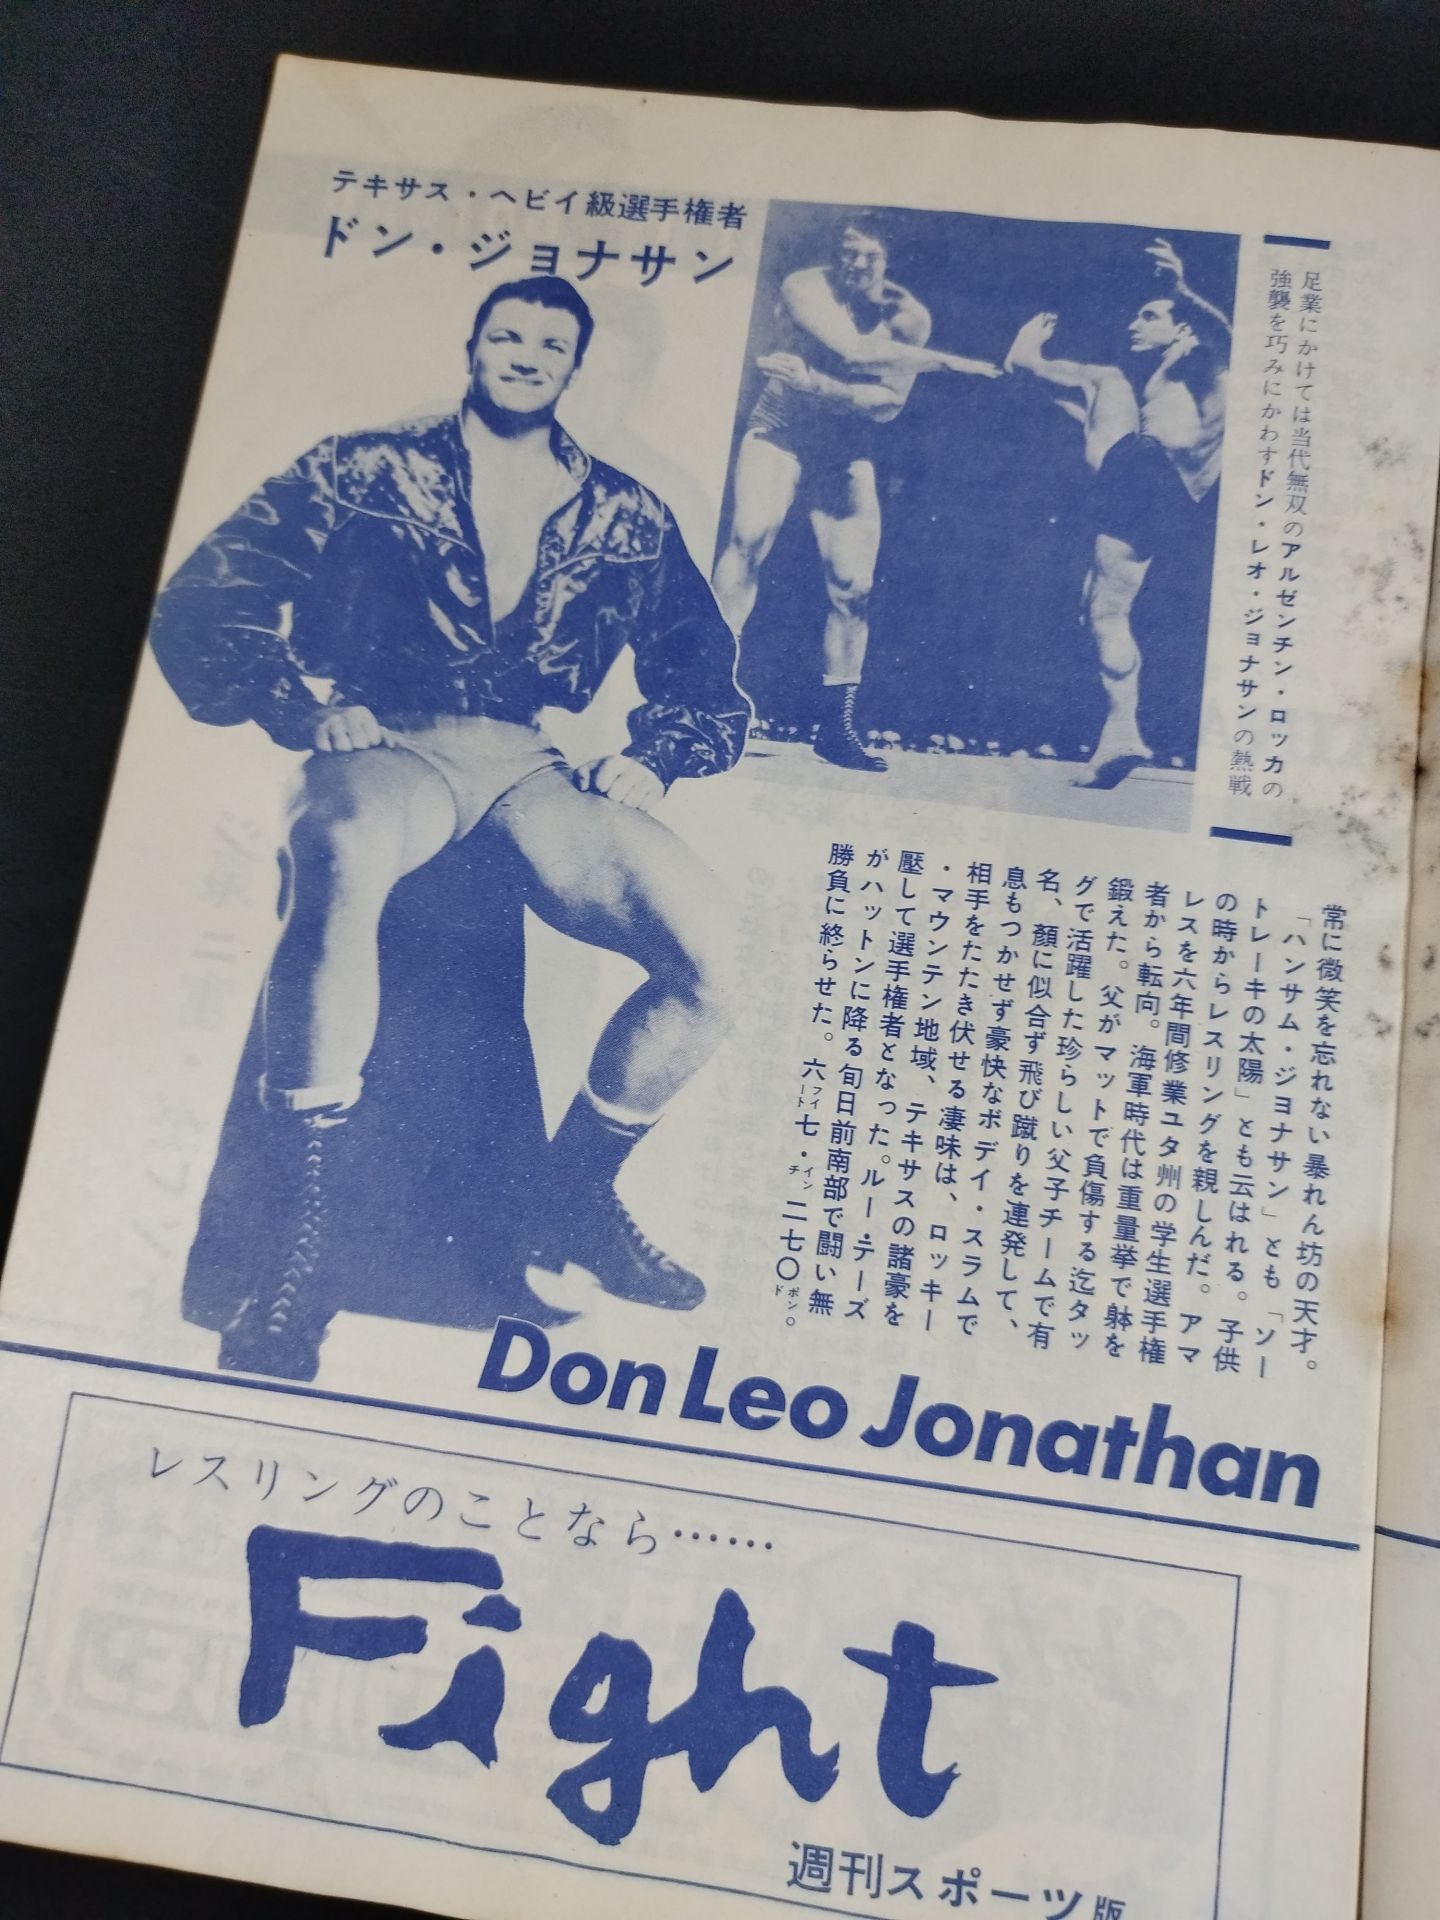 テキサス・ヘビイ級選手権者
ドン・ジョナサン
足業にかけては当代無双のアルゼンチン・ロッカの
強襲を巧みにかわすドン・レオ・ジョナサンの熱戦
常に微笑を忘れない暴れん坊の天才。
「ハンサム・ジョナサン」とも「ソー
トレーキの太陽」とも云はれる。子供
の時からレスリングを親しんだ。アマ
レスを六年間修業ユタ州の学生選手権
者から転向。海軍時代は重量挙で躰を
鍛えた。父がマットで負傷する迄タッ
グで活躍した珍らしい父子チームで有
名、顔に似合ず飛び蹴りを連発して、
息もつかせず豪快なボデイ・スラムで
相手をたたき伏せる凄味は、ロッキー
・マウンテン地域、テキサスの諸豪を
壓して選手権者となった。ルー・テーズ
がハットンに降る旬日前南部で闘い無
勝負に終らせた。六フイート七・インチ二七〇ポンド。
Don Leo Jonathan
レスリングのことなら……
Fight
週刊スポーツ版